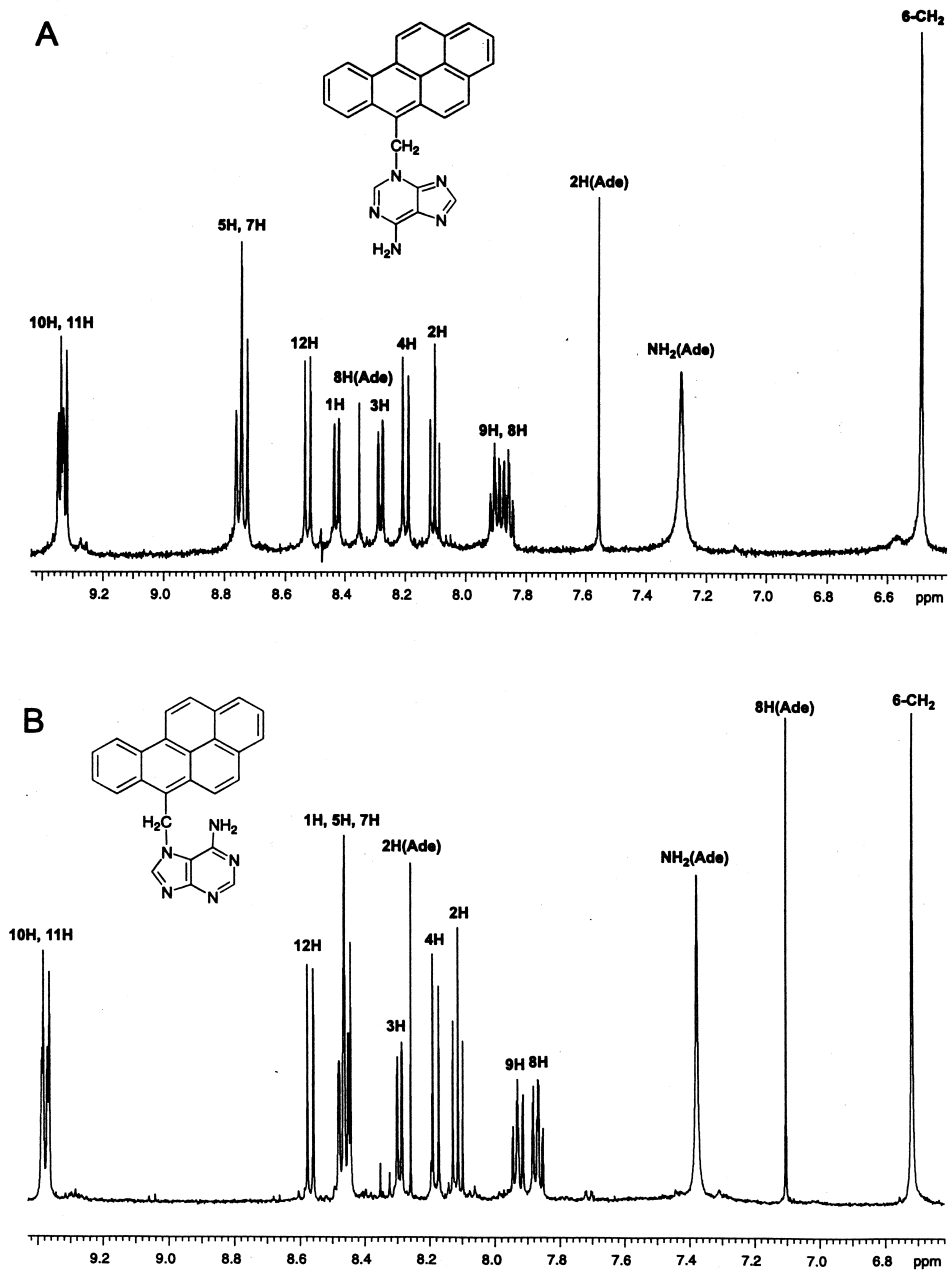 A
6-CH₂
CH₂
N
N
N
N
H₂N
2H(Ade)
5H, 7H
10H, 11H
12H
8H(Ade)
1H
3H
4H
2H
NH₂(Ade)
9H, 8H
9.2 9.0 8.8 8.6 8.4 8.2 8.0 7.8 7.6 7.4 7.2 7.0 6.8 6.6 ppm
B
8H(Ade)
6-CH₂
H₂C
NH₂
N
N
N
N
1H, 5H, 7H
2H(Ade)
NH₂(Ade)
10H, 11H
12H
2H
4H
3H
9H 8H
9.2 9.0 8.8 8.6 8.4 8.2 8.0 7.8 7.6 7.4 7.2 7.0 6.8 ppm